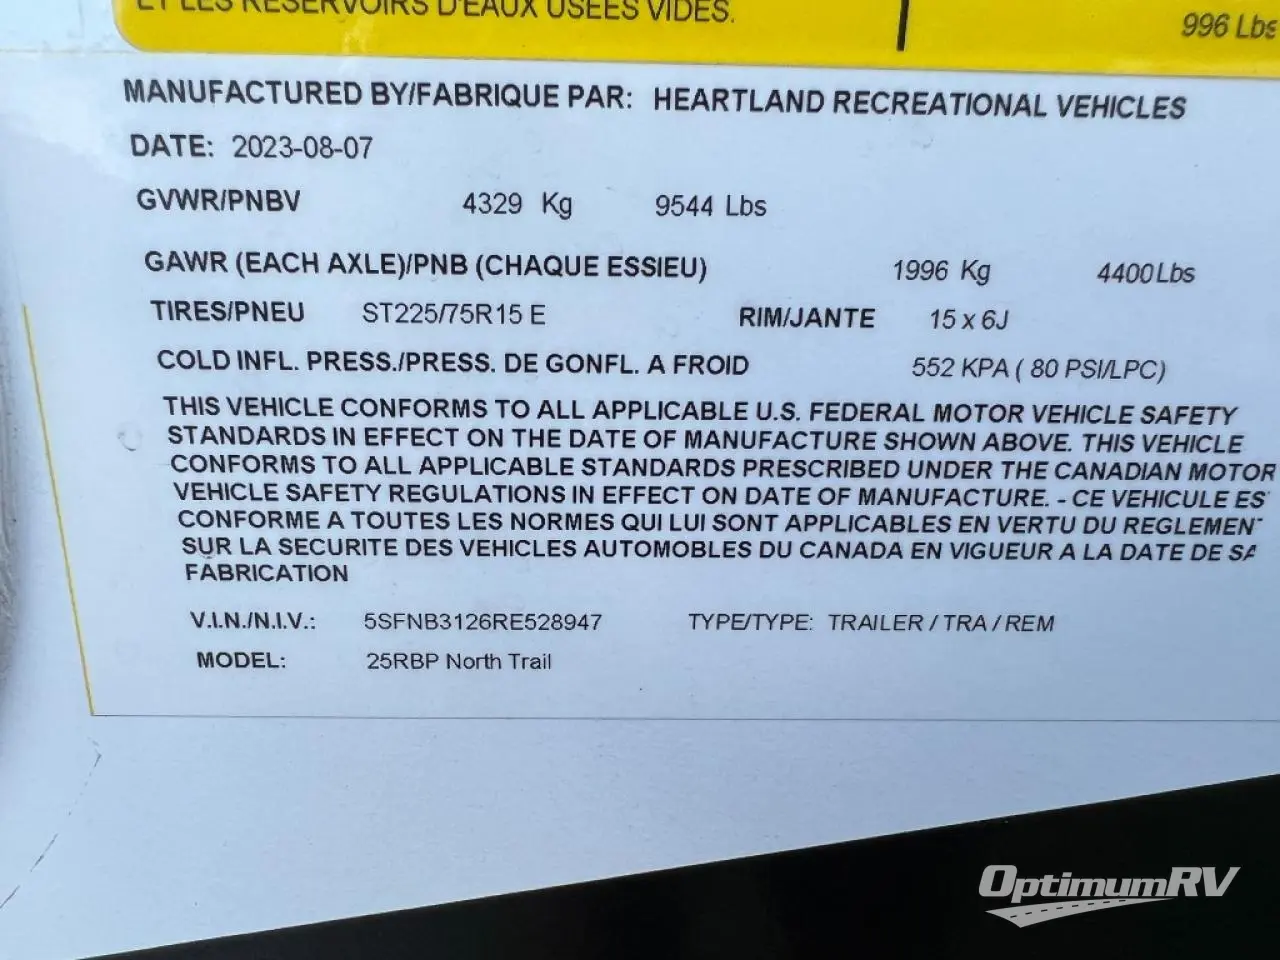 ET LES RESERVOIRS D'EAUX USEES VIDES.
996 Lbs
MANUFACTURED BY/FABRIQUE PAR: HEARTLAND RECREATIONAL VEHICLES
DATE: 2023-08-07
GVWR/PNBV 4329 Kg 9544 Lbs
GAWR (EACH AXLE)/PNB (CHAQUE ESSIEU) 1996 Kg 4400Lbs
TIRES/PNEU ST225/75R15 E RIM/JANTE 15 x 6J
COLD INFL. PRESS./PRESS. DE GONFL. A FROID 552 KPA ( 80 PSI/LPC)
THIS VEHICLE CONFORMS TO ALL APPLICABLE U.S. FEDERAL MOTOR VEHICLE SAFETY
STANDARDS IN EFFECT ON THE DATE OF MANUFACTURE SHOWN ABOVE. THIS VEHICLE
CONFORMS TO ALL APPLICABLE STANDARDS PRESCRIBED UNDER THE CANADIAN MOTOR
VEHICLE SAFETY REGULATIONS IN EFFECT ON DATE OF MANUFACTURE. - CE VEHICULE ES
CONFORME A TOUTES LES NORMES QUI LUI SONT APPLICABLES EN VERTU DU REGLEMEN
SUR LA SECURITE DES VEHICLES AUTOMOBLES DU CANADA EN VIGUEUR A LA DATE DE SA
FABRICATION
V.I.N./N.I.V.: 5SFNB3126RE528947 TYPE/TYPE: TRAILER / TRA / REM
MODEL: 25RBP North Trail
OptimumRV